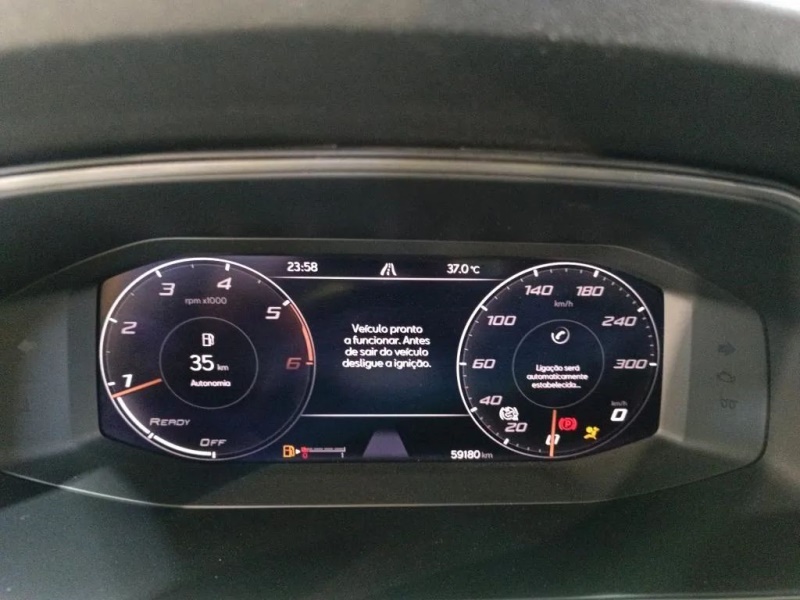 23:58
37.0 °C
4
3
rpm x1000
2
5
35 km
6
1
Autonomia
READY
OFF
Veículo pronto
a funcionar. Antes
de sair do veículo
desligue a ignição.
0 1
59180 km
140 180
km/h
100
240
60
300
Ligação será
automaticamente
estabelecida...
40
km/h
0
20
0
P